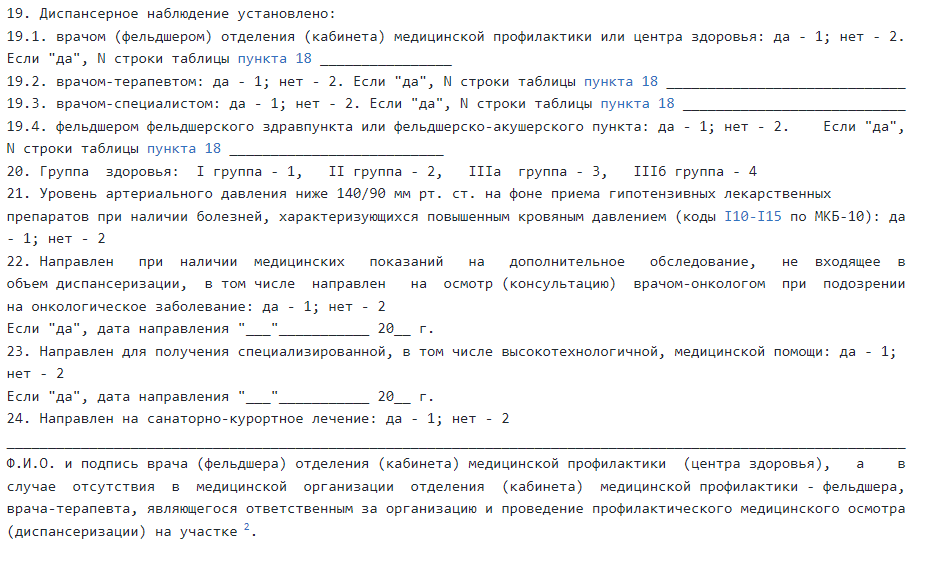 19. Диспансерное наблюдение установлено:
19.1. врачом (фельдшером) отделения (кабинета) медицинской профилактики или центра здоровья: да - 1; нет - 2.
Если "да", N строки таблицы пункта 18 ________________
19.2. врачом-терапевтом: да - 1; нет - 2. Если "да", N строки таблицы пункта 18 _____________________________
19.3. врачом-специалистом: да - 1; нет - 2. Если "да", N строки таблицы пункта 18 ___________________________
19.4. фельдшером фельдшерского здравпункта или фельдшерско-акушерского пункта: да - 1; нет - 2. Если "да",
N строки таблицы пункта 18 __________________________
20. Группа здоровья: I группа - 1, II группа - 2, IIIа группа - 3, IIIб группа - 4
21. Уровень артериального давления ниже 140/90 мм рт. ст. на фоне приема гипотензивных лекарственных
препаратов при наличии болезней, характеризующихся повышенным кровяным давлением (коды I10-I15 по МКБ-10): да
- 1; нет - 2
22. Направлен при наличии медицинских показаний на дополнительное обследование, не входящее в
объем диспансеризации, в том числе направлен на осмотр (консультацию) врачом-онкологом при подозрении
на онкологическое заболевание: да - 1; нет - 2
Если "да", дата направления "___"___________ 20__ г.
23. Направлен для получения специализированной, в том числе высокотехнологичной, медицинской помощи: да - 1;
нет - 2
Если "да", дата направления "___"___________ 20__ г.
24. Направлен на санаторно-курортное лечение: да - 1; нет - 2
_____________________________________________________________________________________________________________
Ф.И.О. и подпись врача (фельдшера) отделения (кабинета) медицинской профилактики (центра здоровья), а в
случае отсутствия в медицинской организации отделения (кабинета) медицинской профилактики - фельдшера,
врача-терапевта, являющегося ответственным за организацию и проведение профилактического медицинского осмотра
(диспансеризации) на участке 2.